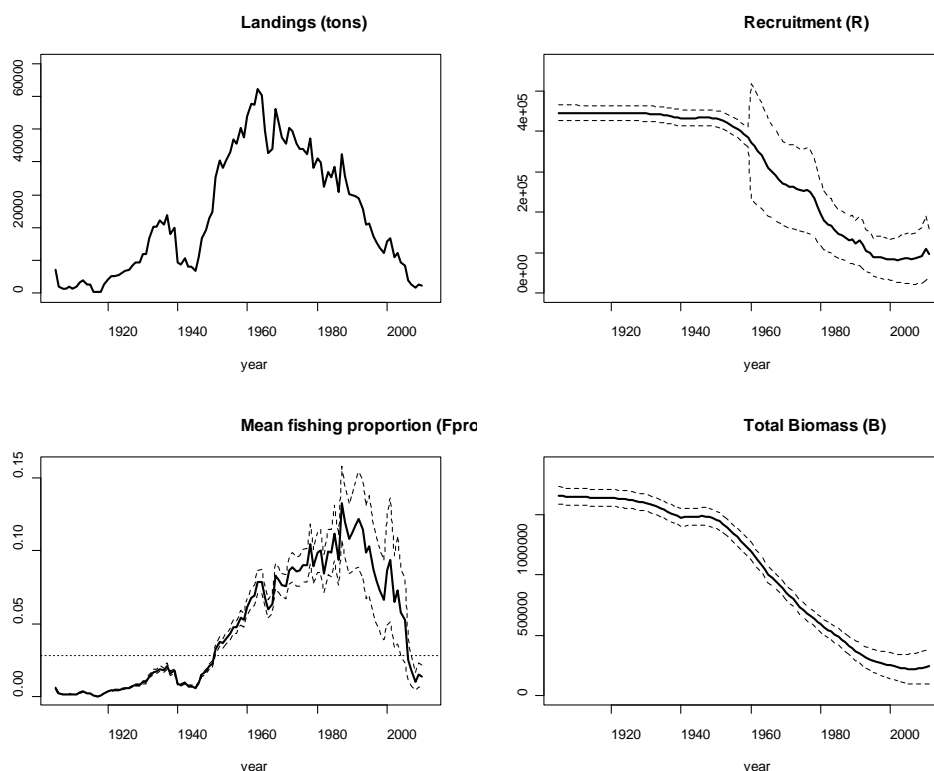 Landings (tons)
60000
40000
20000
0
1920
1940
1960
1980
2000
year
Recruitment (R)
4e+05
2e+05
0e+00
1920
1940
1960
1980
2000
year
Mean fishing proportion (Fpro
0.15
0.10
0.05
0.00
1920
1940
1960
1980
2000
year
Total Biomass (B)
1000000
500000
0
1920
1940
1960
1980
2000
year